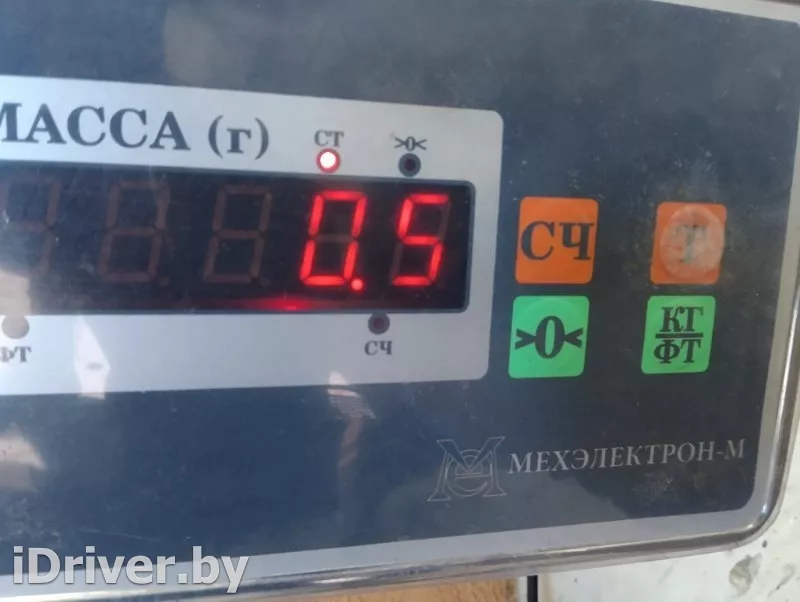 МАССА (г)
СТ >0<
0.5
СЧ Т
>0< КГ
ФТ
ФТ СЧ
МЕХЭЛЕКТРОН-М
iDriver.by